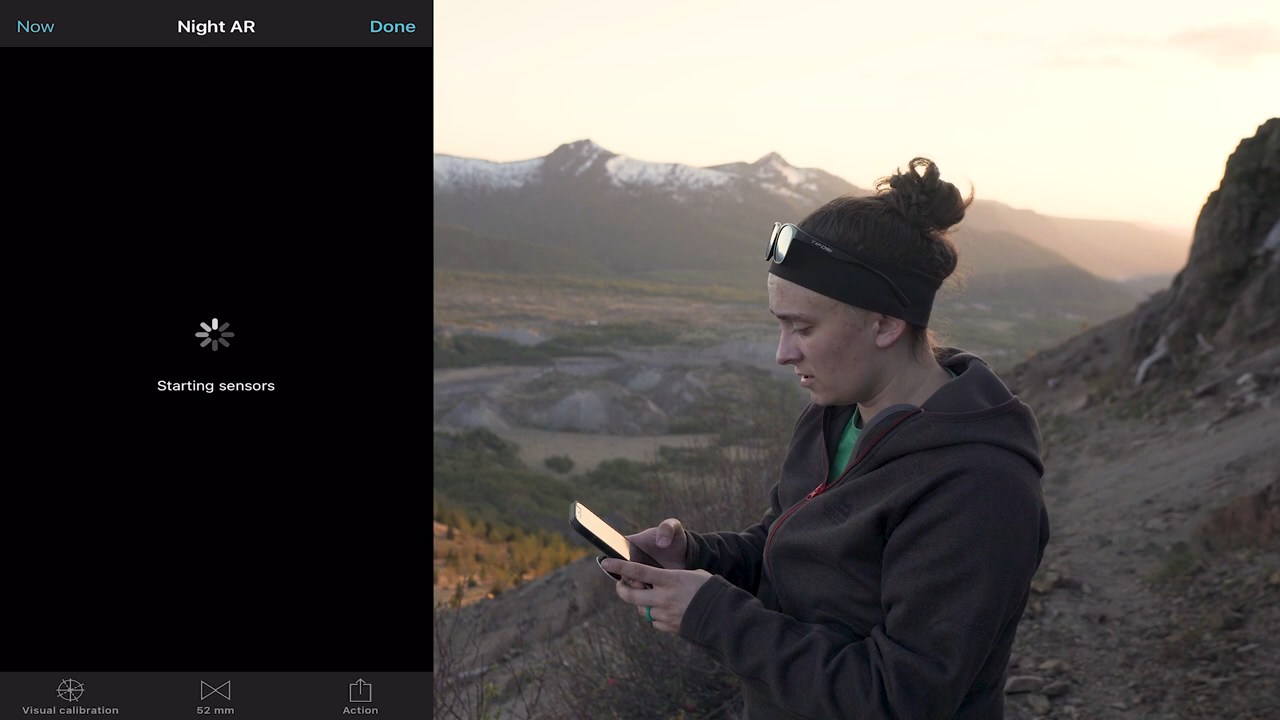 Now
Night AR
Done
Starting sensors
Visual calibration
52 mm
Action